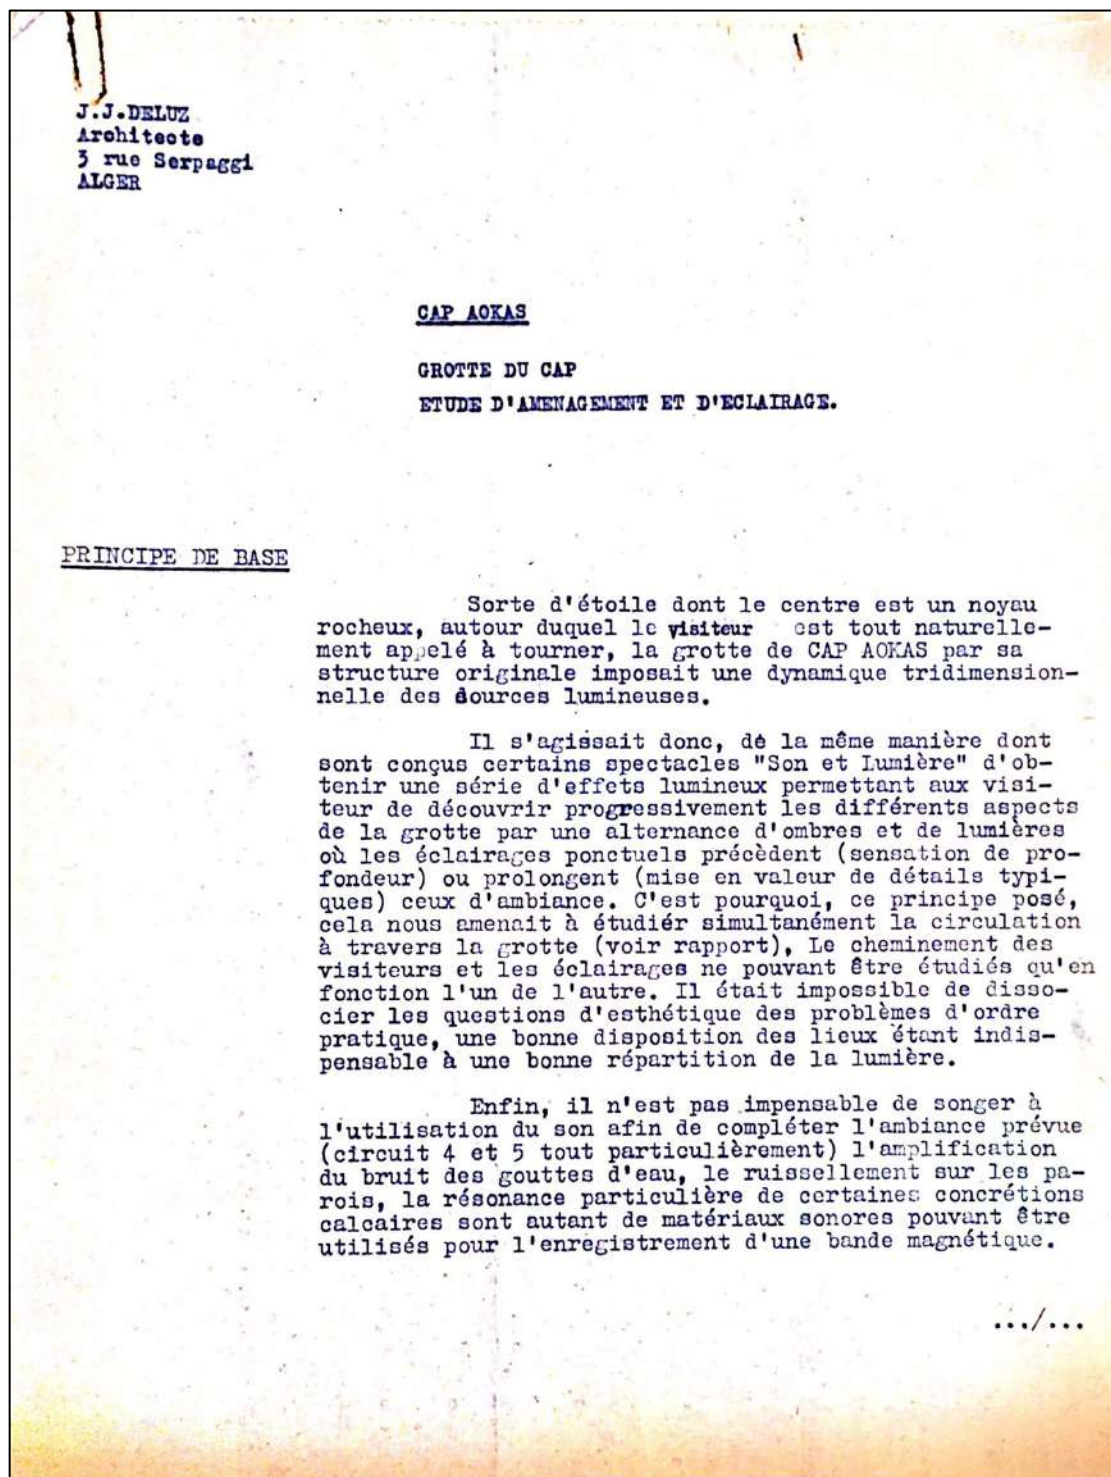 J.J.DELUZ
Architecte
3 rue Serpaggi
ALGER
CAP AOKAS
GROTTE DU CAP
ETUDE D'AMENAGEMENT ET D'ECLAIRAGE.
PRINCIPE DE BASE
Sorte d'étoile dont le centre est un noyau
rocheux, autour duquel le visiteur est tout naturelle-
ment appelé à tourner, la grotte de CAP AOKAS par sa
structure originale imposait une dynamique tridimension-
nelle des sources lumineuses.
Il s'agissait donc, de la même manière dont
sont conçus certains spectacles "Son et Lumière" d'ob-
tenir une série d'effets lumineux permettant aux visi-
teur de découvrir progressivement les différents aspects
de la grotte par une alternance d'ombres et de lumières
où les éclairages ponctuels précèdent (sensation de pro-
fondeur) ou prolongent (mise en valeur de détails typi-
ques) ceux d'ambiance. C'est pourquoi, ce principe posé,
cela nous amenait à étudiér simultanément la circulation
à travers la grotte (voir rapport), Le cheminement des
visiteurs et les éclairages ne pouvant être étudiés qu'en
fonction l'un de l'autre. Il était impossible de disso-
cier les questions d'esthétique des problèmes d'ordre
pratique, une bonne disposition des lieux étant indis-
pensable à une bonne répartition de la lumière.
Enfin, il n'est pas impensable de songer à
l'utilisation du son afin de compléter l'ambiance prévue
(circuit 4 et 5 tout particulièrement) l'amplification
du bruit des gouttes d'eau, le ruissellement sur les pa-
rois, la résonance particulière de certaines concrétions
calcaires sont autant de matériaux sonores pouvant être
utilisés pour l'enregistrement d'une bande magnétique.
.../...